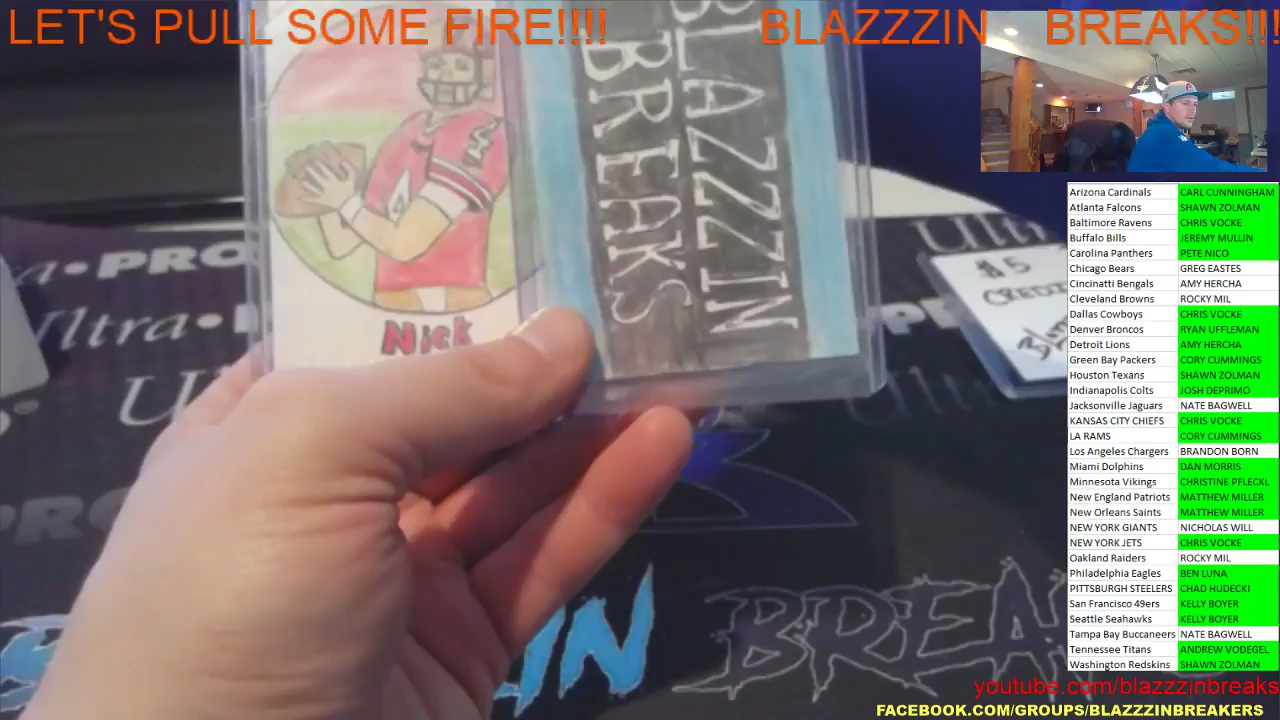 LET'S PULL SOME FIRE!!!! BLAZZZIN BREAKS!!!
BLAZZZIN
BREAKS
Nick
PRO
Ultra
$5
BREAK
Arizona Cardinals CARL CUNNINGHAM
Atlanta Falcons SHAWN ZOLMAN
Baltimore Ravens CHRIS VOCKE
Buffalo Bills JEREMY MULLIN
Carolina Panthers PETE NICO
Chicago Bears GREG EASTES
Cincinatti Bengals AMY HERCHA
Cleveland Browns ROCKY MIL
Dallas Cowboys CHRIS VOCKE
Denver Broncos RYAN UFFLEMAN
Detroit Lions AMY HERCHA
Green Bay Packers CORY CUMMINGS
Houston Texans SHAWN ZOLMAN
Indianapolis Colts JOSH DEPRIMO
Jacksonville Jaguars NATE BAGWELL
KANSAS CITY CHIEFS CHRIS VOCKE
LA RAMS CORY CUMMINGS
Los Angeles Chargers BRANDON BORN
Miami Dolphins DAN MORRIS
Minnesota Vikings CHRISTINE PFLECKL
New England Patriots MATTHEW MILLER
New Orleans Saints MATTHEW MILLER
NEW YORK GIANTS NICHOLAS WILL
NEW YORK JETS CHRIS VOCKE
Oakland Raiders ROCKY MIL
Philadelphia Eagles BEN LUNA
PITTSBURGH STEELERS CHAD HUDECKI
San Francisco 49ers KELLY BOYER
Seattle Seahawks KELLY BOYER
Tampa Bay Buccaneers NATE BAGWELL
Tennessee Titans ANDREW VODEGEL
Washington Redskins SHAWN ZOLMAN
youtube.com/blazzzinbreaks
FACEBOOK.COM/GROUPS/BLAZZZINBREAKERS